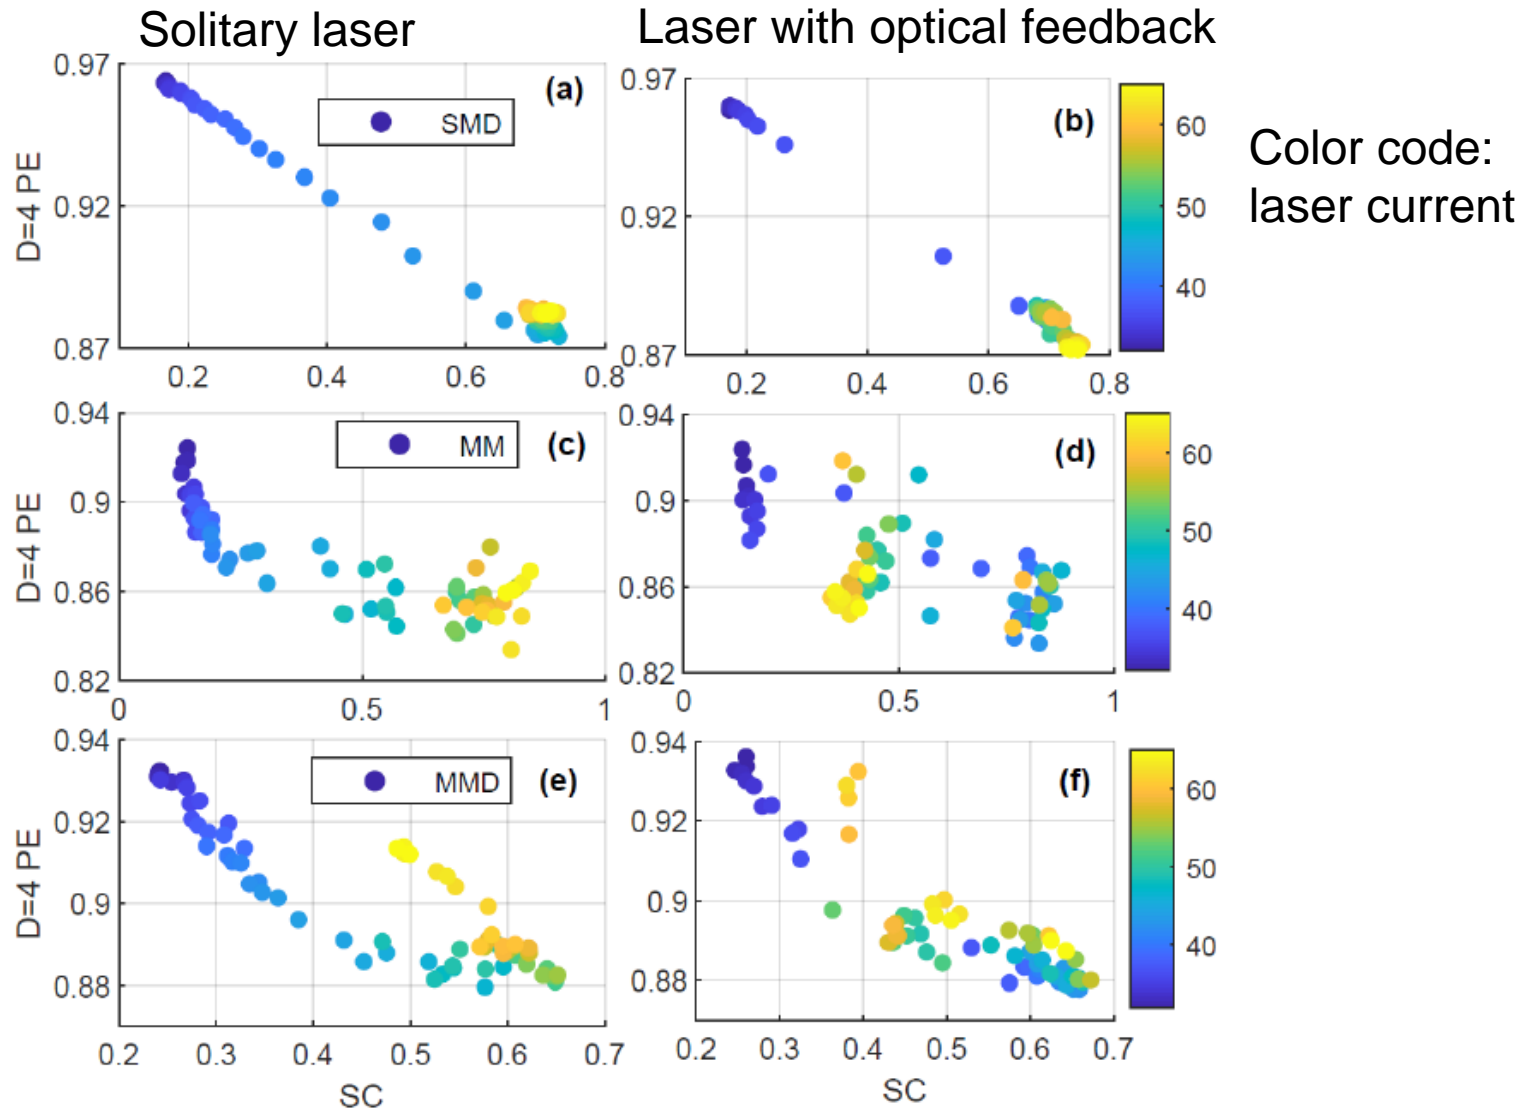 Solitary laser
Laser with optical feedback
0.97
0.92
0.87
D=4 PE
(a)
SMD
0.2 0.4 0.6 0.8
0.97
0.92
0.87
(b)
0.2 0.4 0.6 0.8
60
50
40
Color code:
laser current
0.94
0.9
0.86
0.82
D=4 PE
MM
(c)
0 0.5 1
0.94
0.9
0.86
0.82
(d)
0 0.5 1
60
50
40
0.94
0.92
0.9
0.88
D=4 PE
MMD
(e)
0.2 0.3 0.4 0.5 0.6 0.7
SC
0.94
0.92
0.9
0.88
(f)
0.2 0.3 0.4 0.5 0.6 0.7
SC
60
50
40